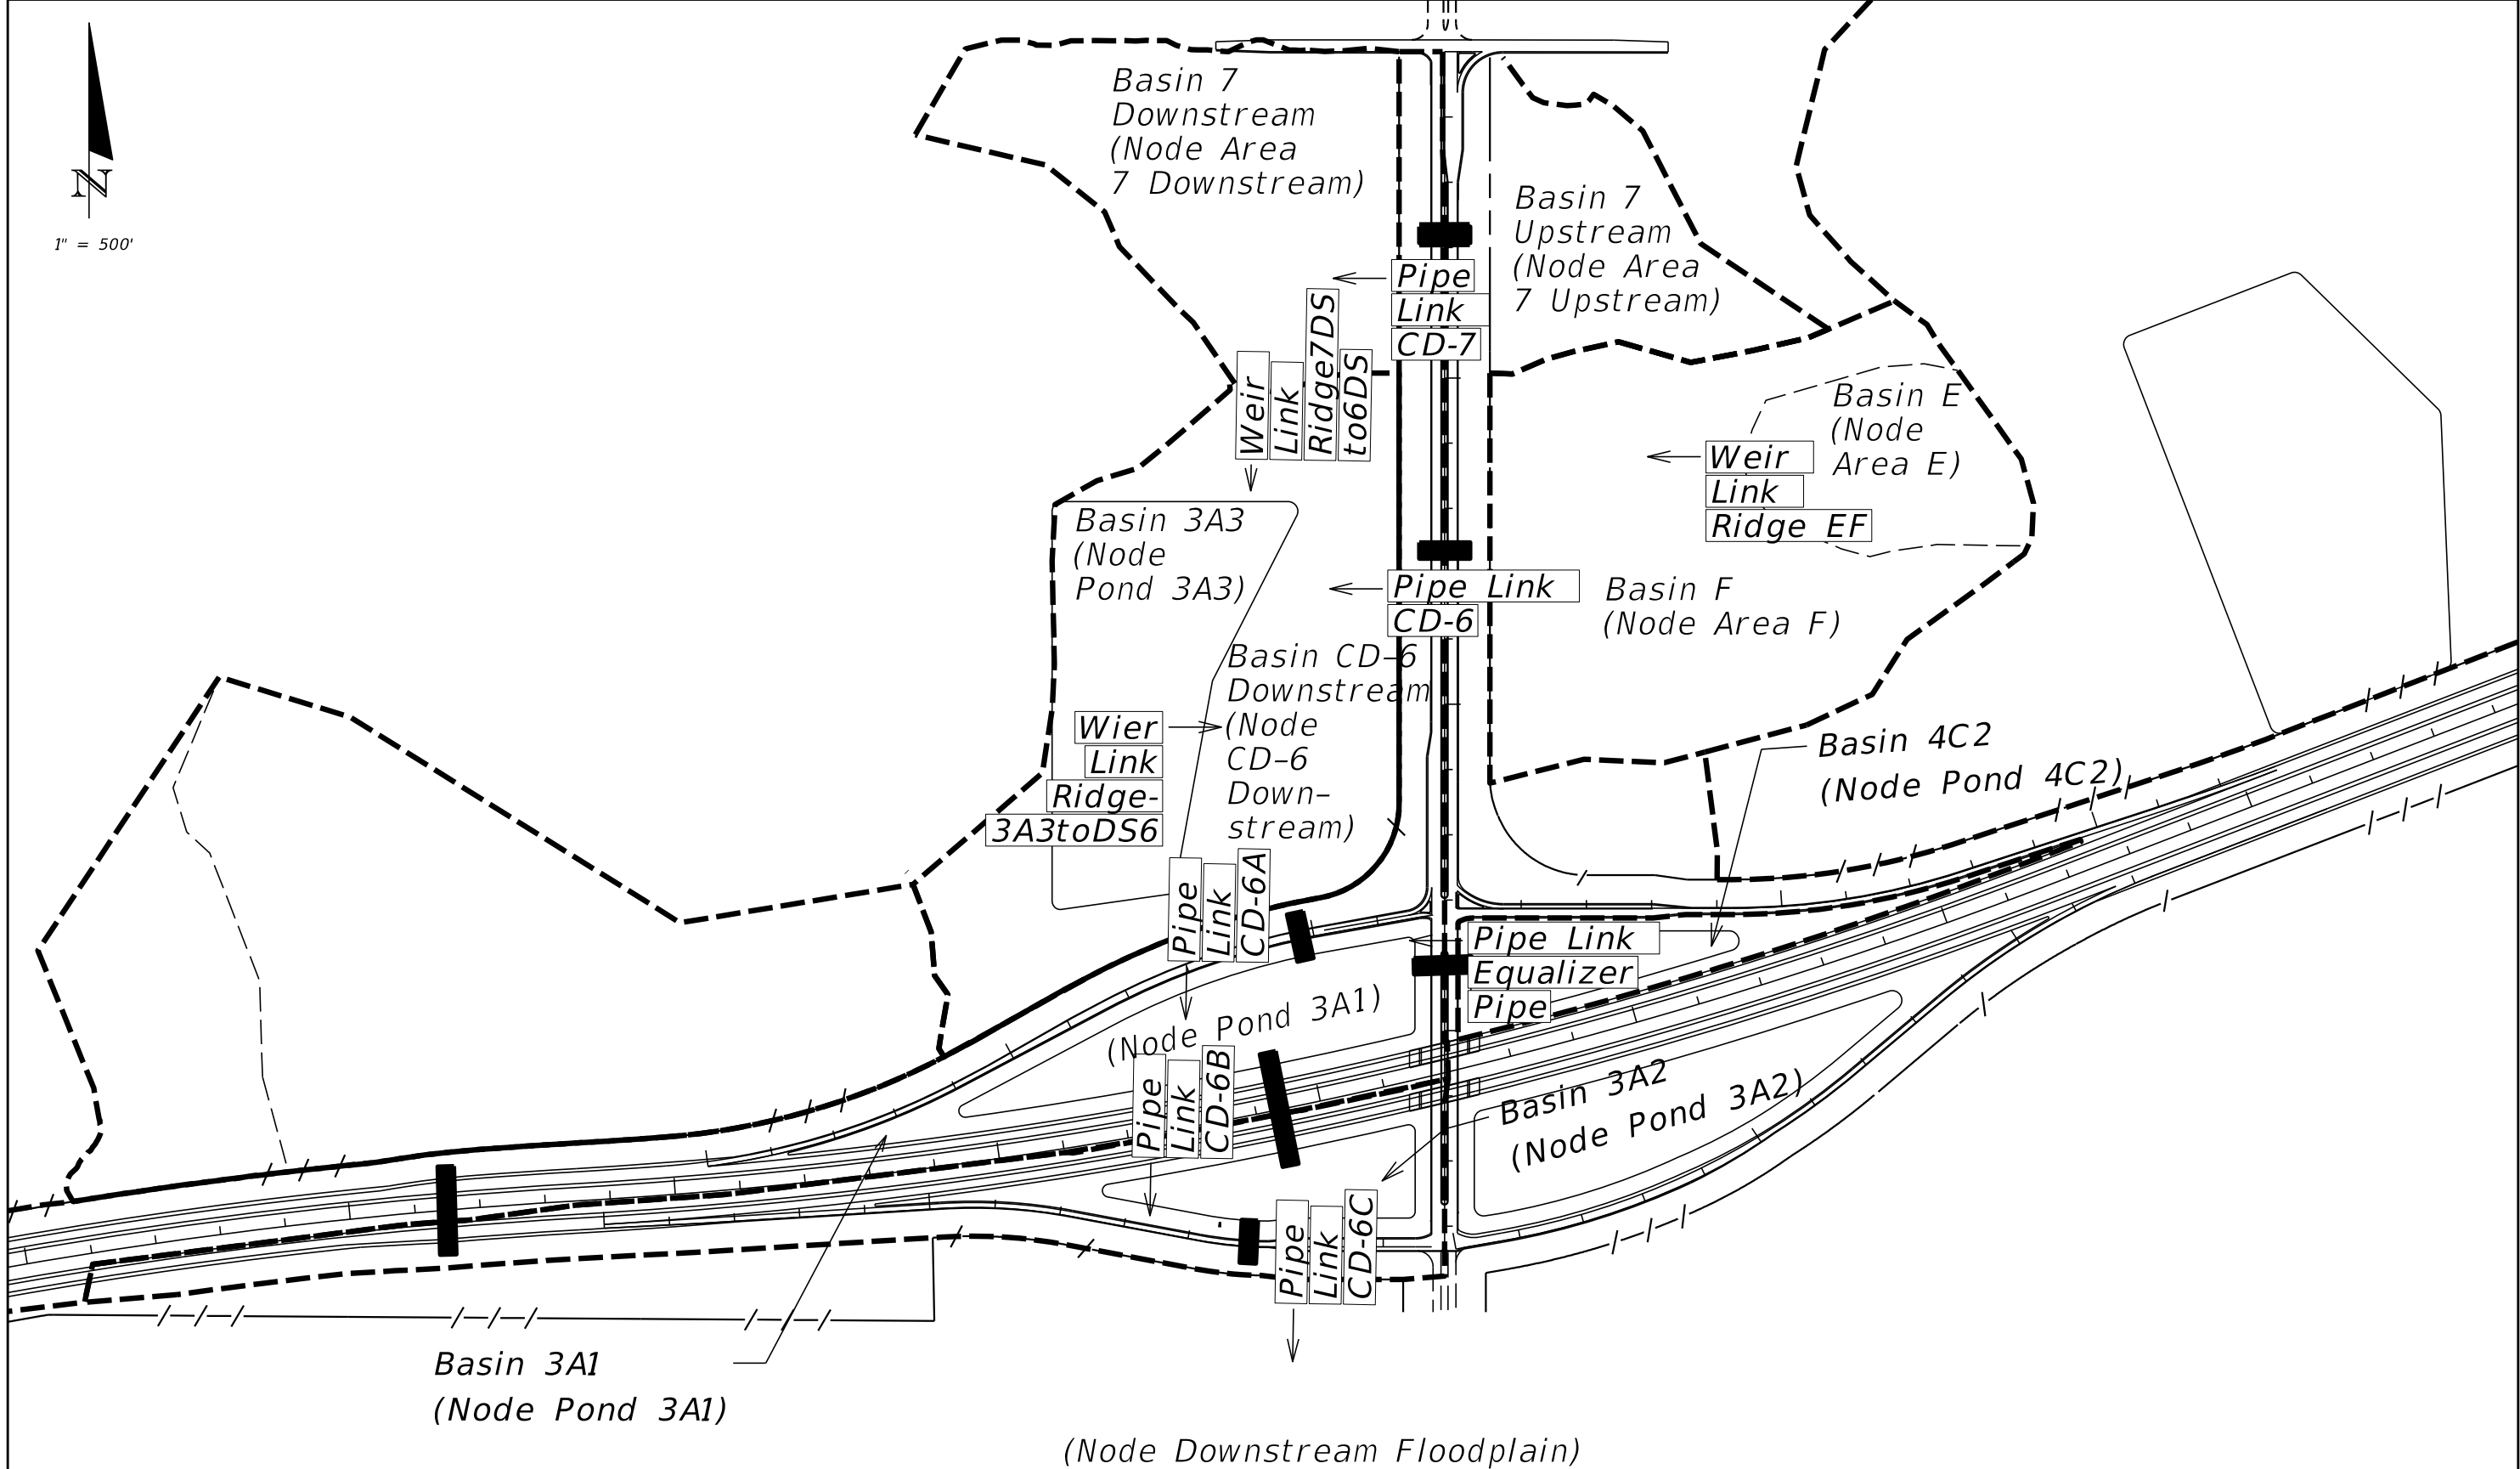 N
1" = 500'
Basin 7
Downstream
(Node Area
7 Downstream)
Basin 7
Upstream
(Node Area
7 Upstream)
Pipe
Link
CD-7
Weir
Link
Ridge7DS
to6DS
Basin E
(Node
Area E)
Weir
Link
Ridge EF
Basin 3A3
(Node
Pond 3A3)
Pipe Link
CD-6
Basin F
(Node Area F)
Basin CD-6
Downstream
(Node
CD-6
Down-
stream)
Wier
Link
Ridge-
3A3toDS6
Basin 4C2
(Node Pond 4C2)
Pipe
Link
CD-6A
Pipe Link
Equalizer
Pipe
(Node Pond 3A1)
Pipe
Link
CD-6B
Basin 3A2
(Node Pond 3A2)
Pipe
Link
CD-6C
Basin 3A1
(Node Pond 3A1)
(Node Downstream Floodplain)